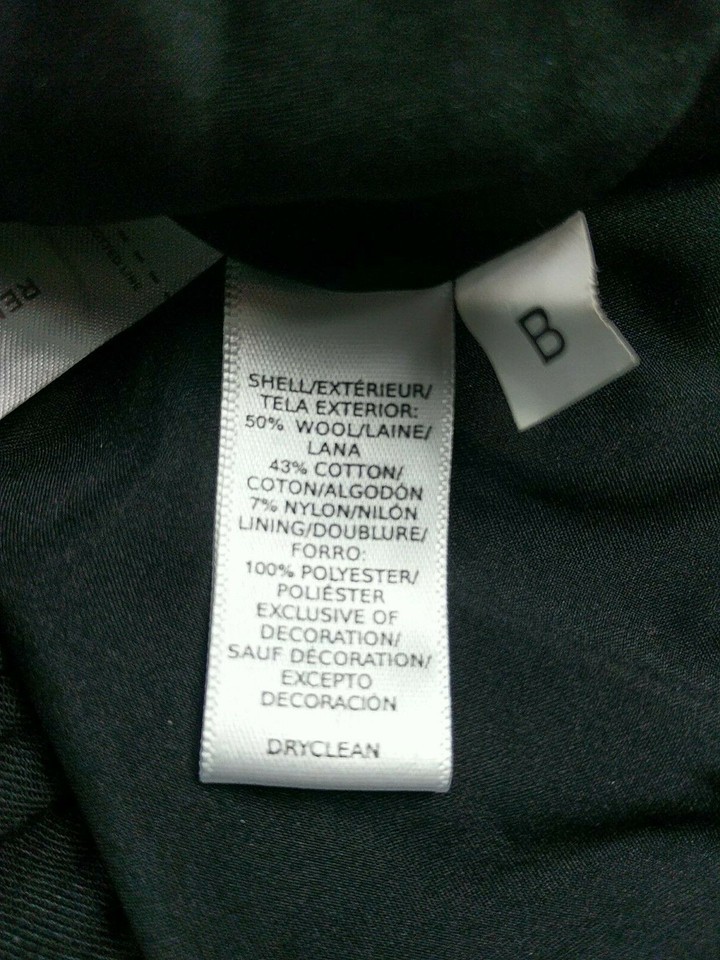 SHELL/EXTÉRIEUR/
TELA EXTERIOR:
50% WOOL/LAINE/
LANA
43% COTTON/
COTON/ALGODÓN
7% NYLON/NILÓN
LINING/DOUBLURE/
FORRO:
100% POLYESTER/
POLIÉSTER
EXCLUSIVE OF
DECORATION/
SAUF DÉCORATION/
EXCEPTO
DECORACIÓN
DRYCLEAN
B